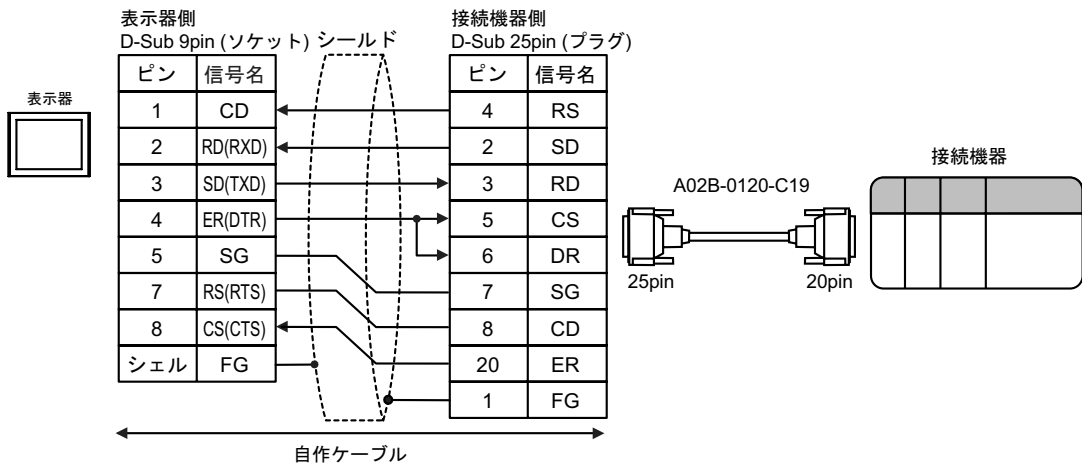 表示器側
D-Sub 9pin (ソケット)
シールド
接続機器側
D-Sub 25pin (プラグ)
ピン 信号名
1 CD
2 RD(RXD)
3 SD(TXD)
4 ER(DTR)
5 SG
7 RS(RTS)
8 CS(CTS)
シェル FG
ピン 信号名
4 RS
2 SD
3 RD
5 CS
6 DR
7 SG
8 CD
20 ER
1 FG
表示器
A02B-0120-C19
25pin
20pin
接続機器
自作ケーブル